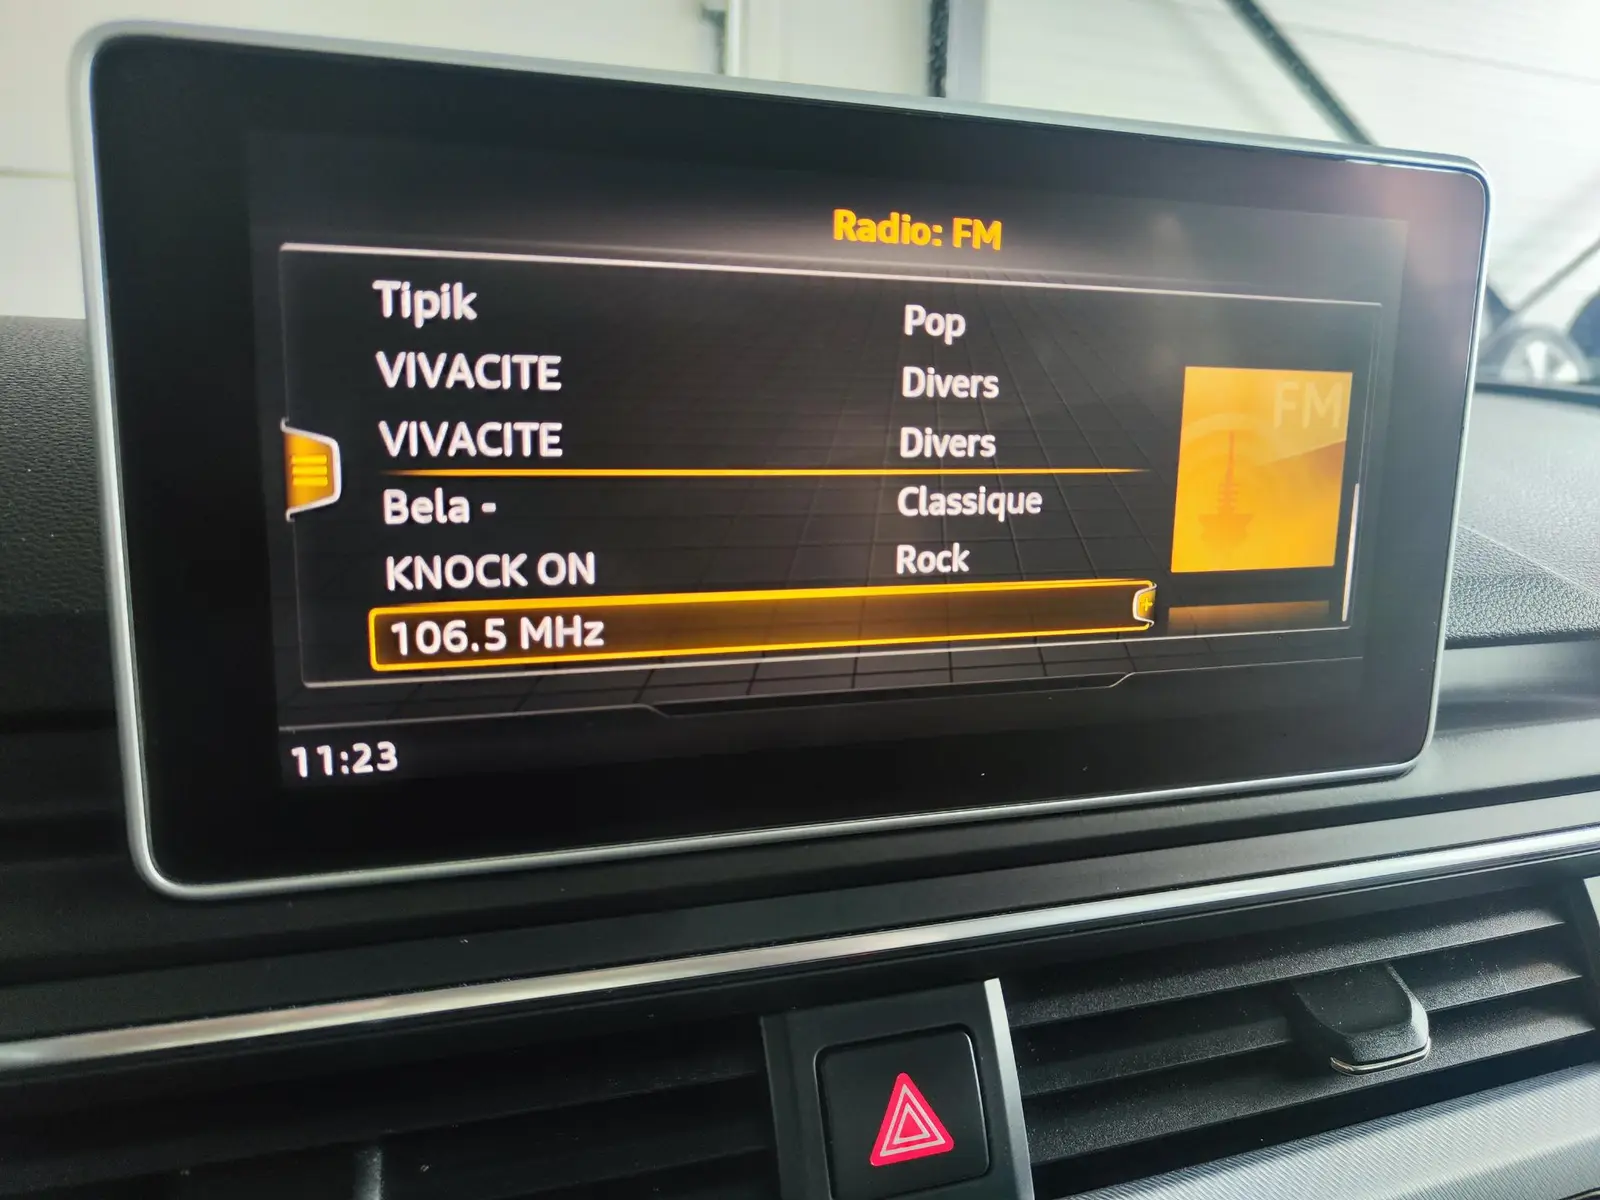 Radio: FM
Tipik Pop
VIVACITE Divers
VIVACITE Divers
Bela - Classique
KNOCK ON Rock
106.5 MHz
FM
11:23